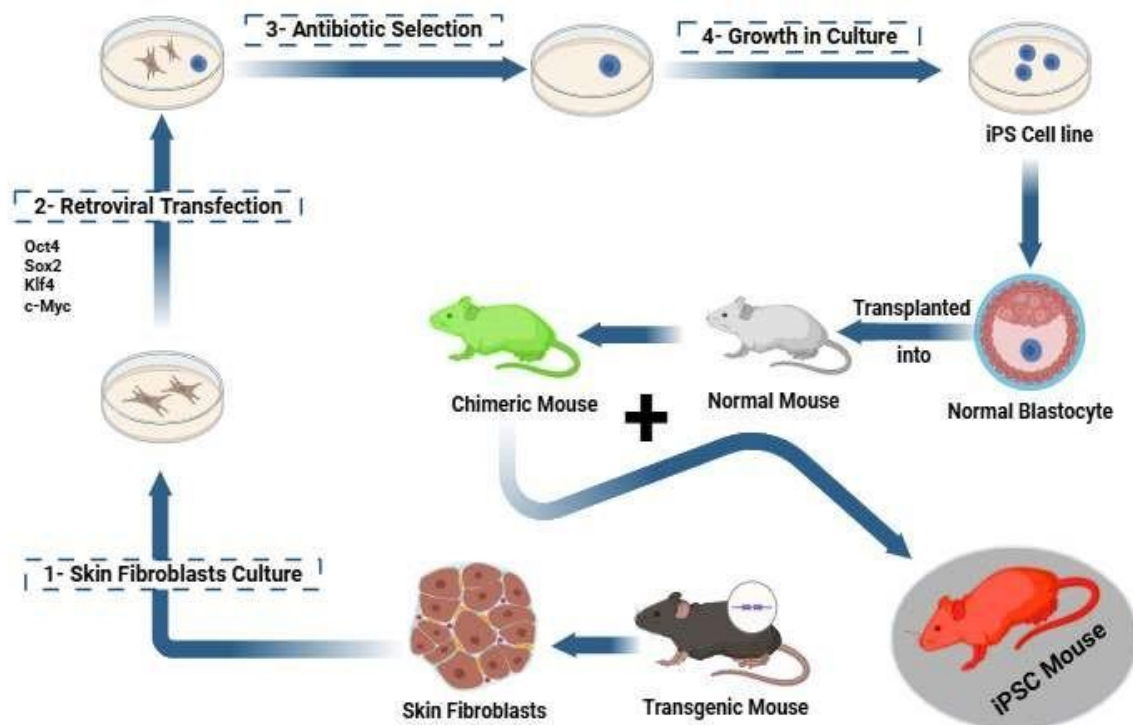 3- Antibiotic Selection
4- Growth in Culture
iPS Cell line
2- Retroviral Transfection
Oct4
Sox2
Klf4
c-Myc
Transplanted
into
Chimeric Mouse
Normal Mouse
Normal Blastocyte
+
1- Skin Fibroblasts Culture
Skin Fibroblasts
Transgenic Mouse
iPSC Mouse